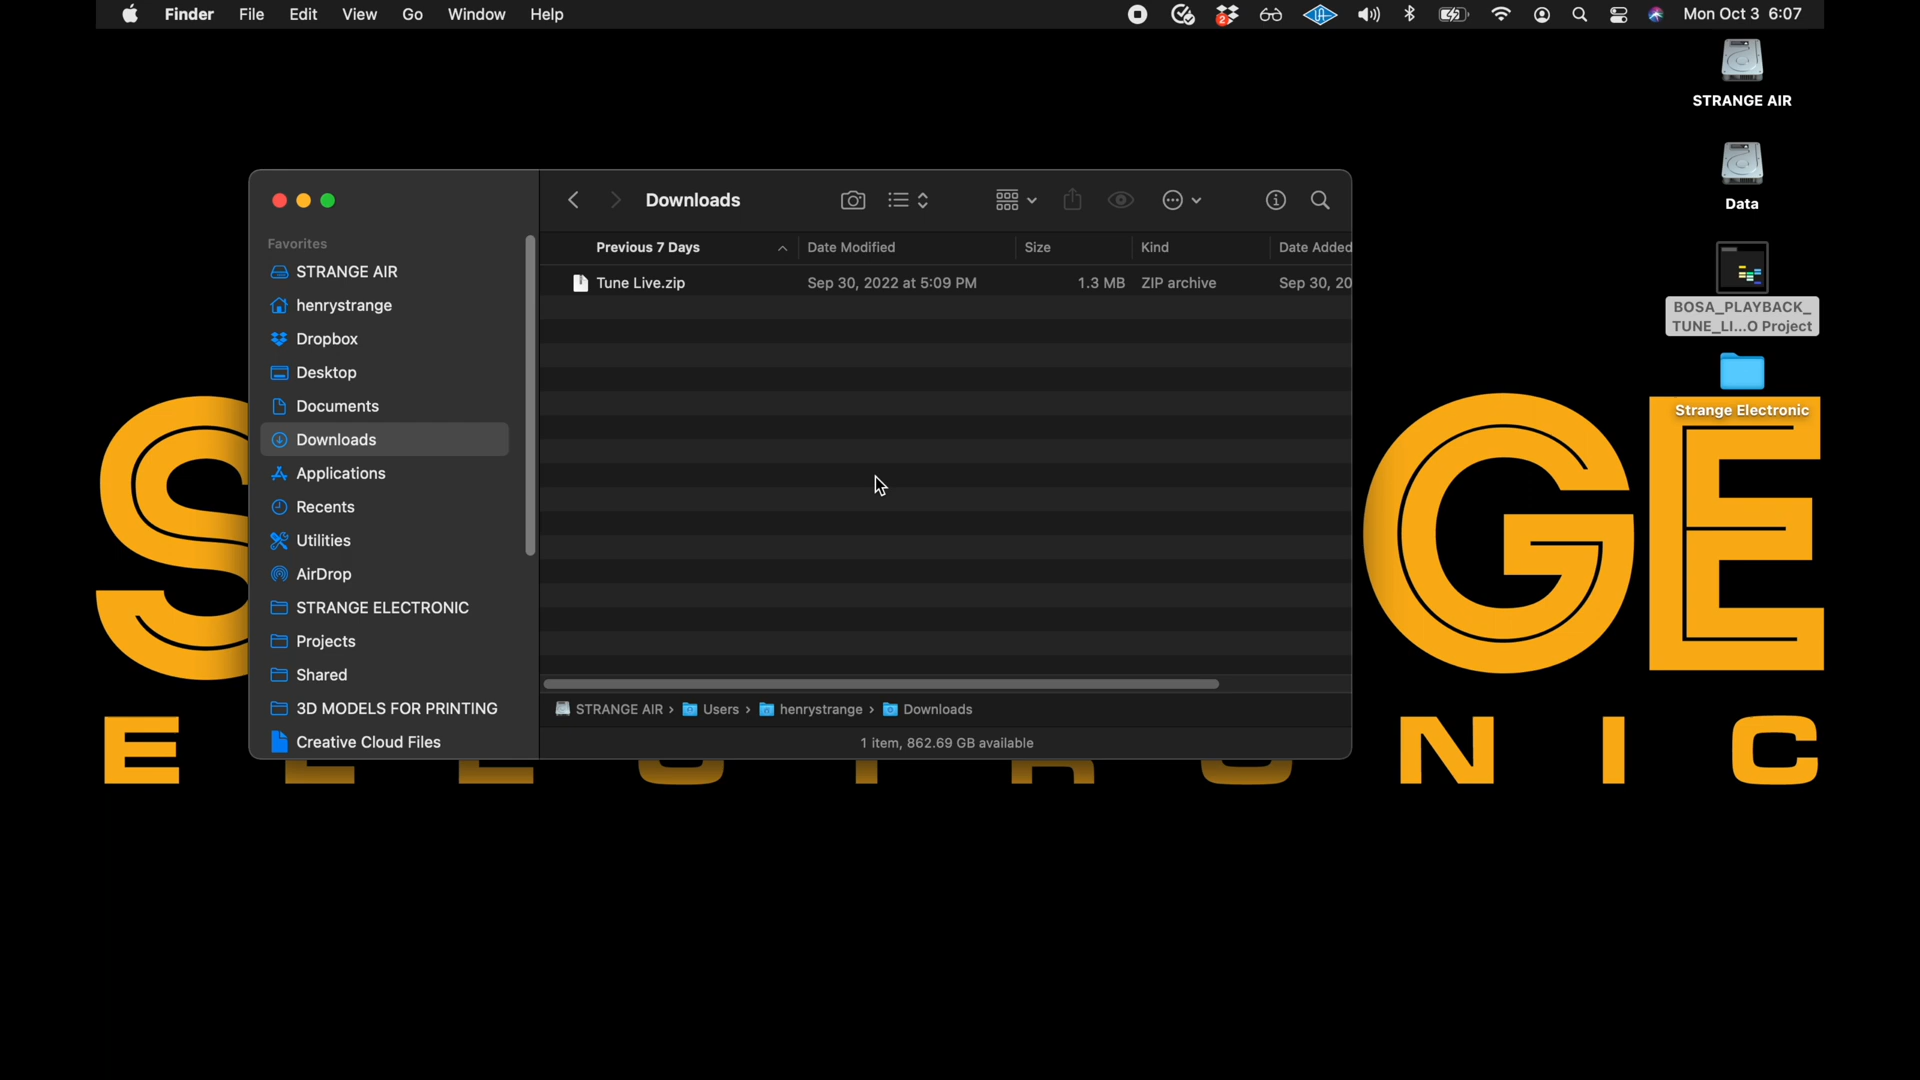 Finder File Edit View Go Window Help
2
Mon Oct 3 6:07
STRANGE AIR
Data
BOSA_PLAYBACK_
TUNE_LI...O Project
Strange Electronic
Downloads
Favorites
STRANGE AIR
henrystrange
Dropbox
Desktop
Documents
Downloads
Applications
Recents
Utilities
AirDrop
STRANGE ELECTRONIC
Projects
Shared
3D MODELS FOR PRINTING
Creative Cloud Files
Previous 7 Days Date Modified Size Kind Date Added
Tune Live.zip Sep 30, 2022 at 5:09 PM 1.3 MB ZIP archive Sep 30, 20
STRANGE AIR › Users › henrystrange › Downloads
1 item, 862.69 GB available
S GE
E L E C T R O N I C